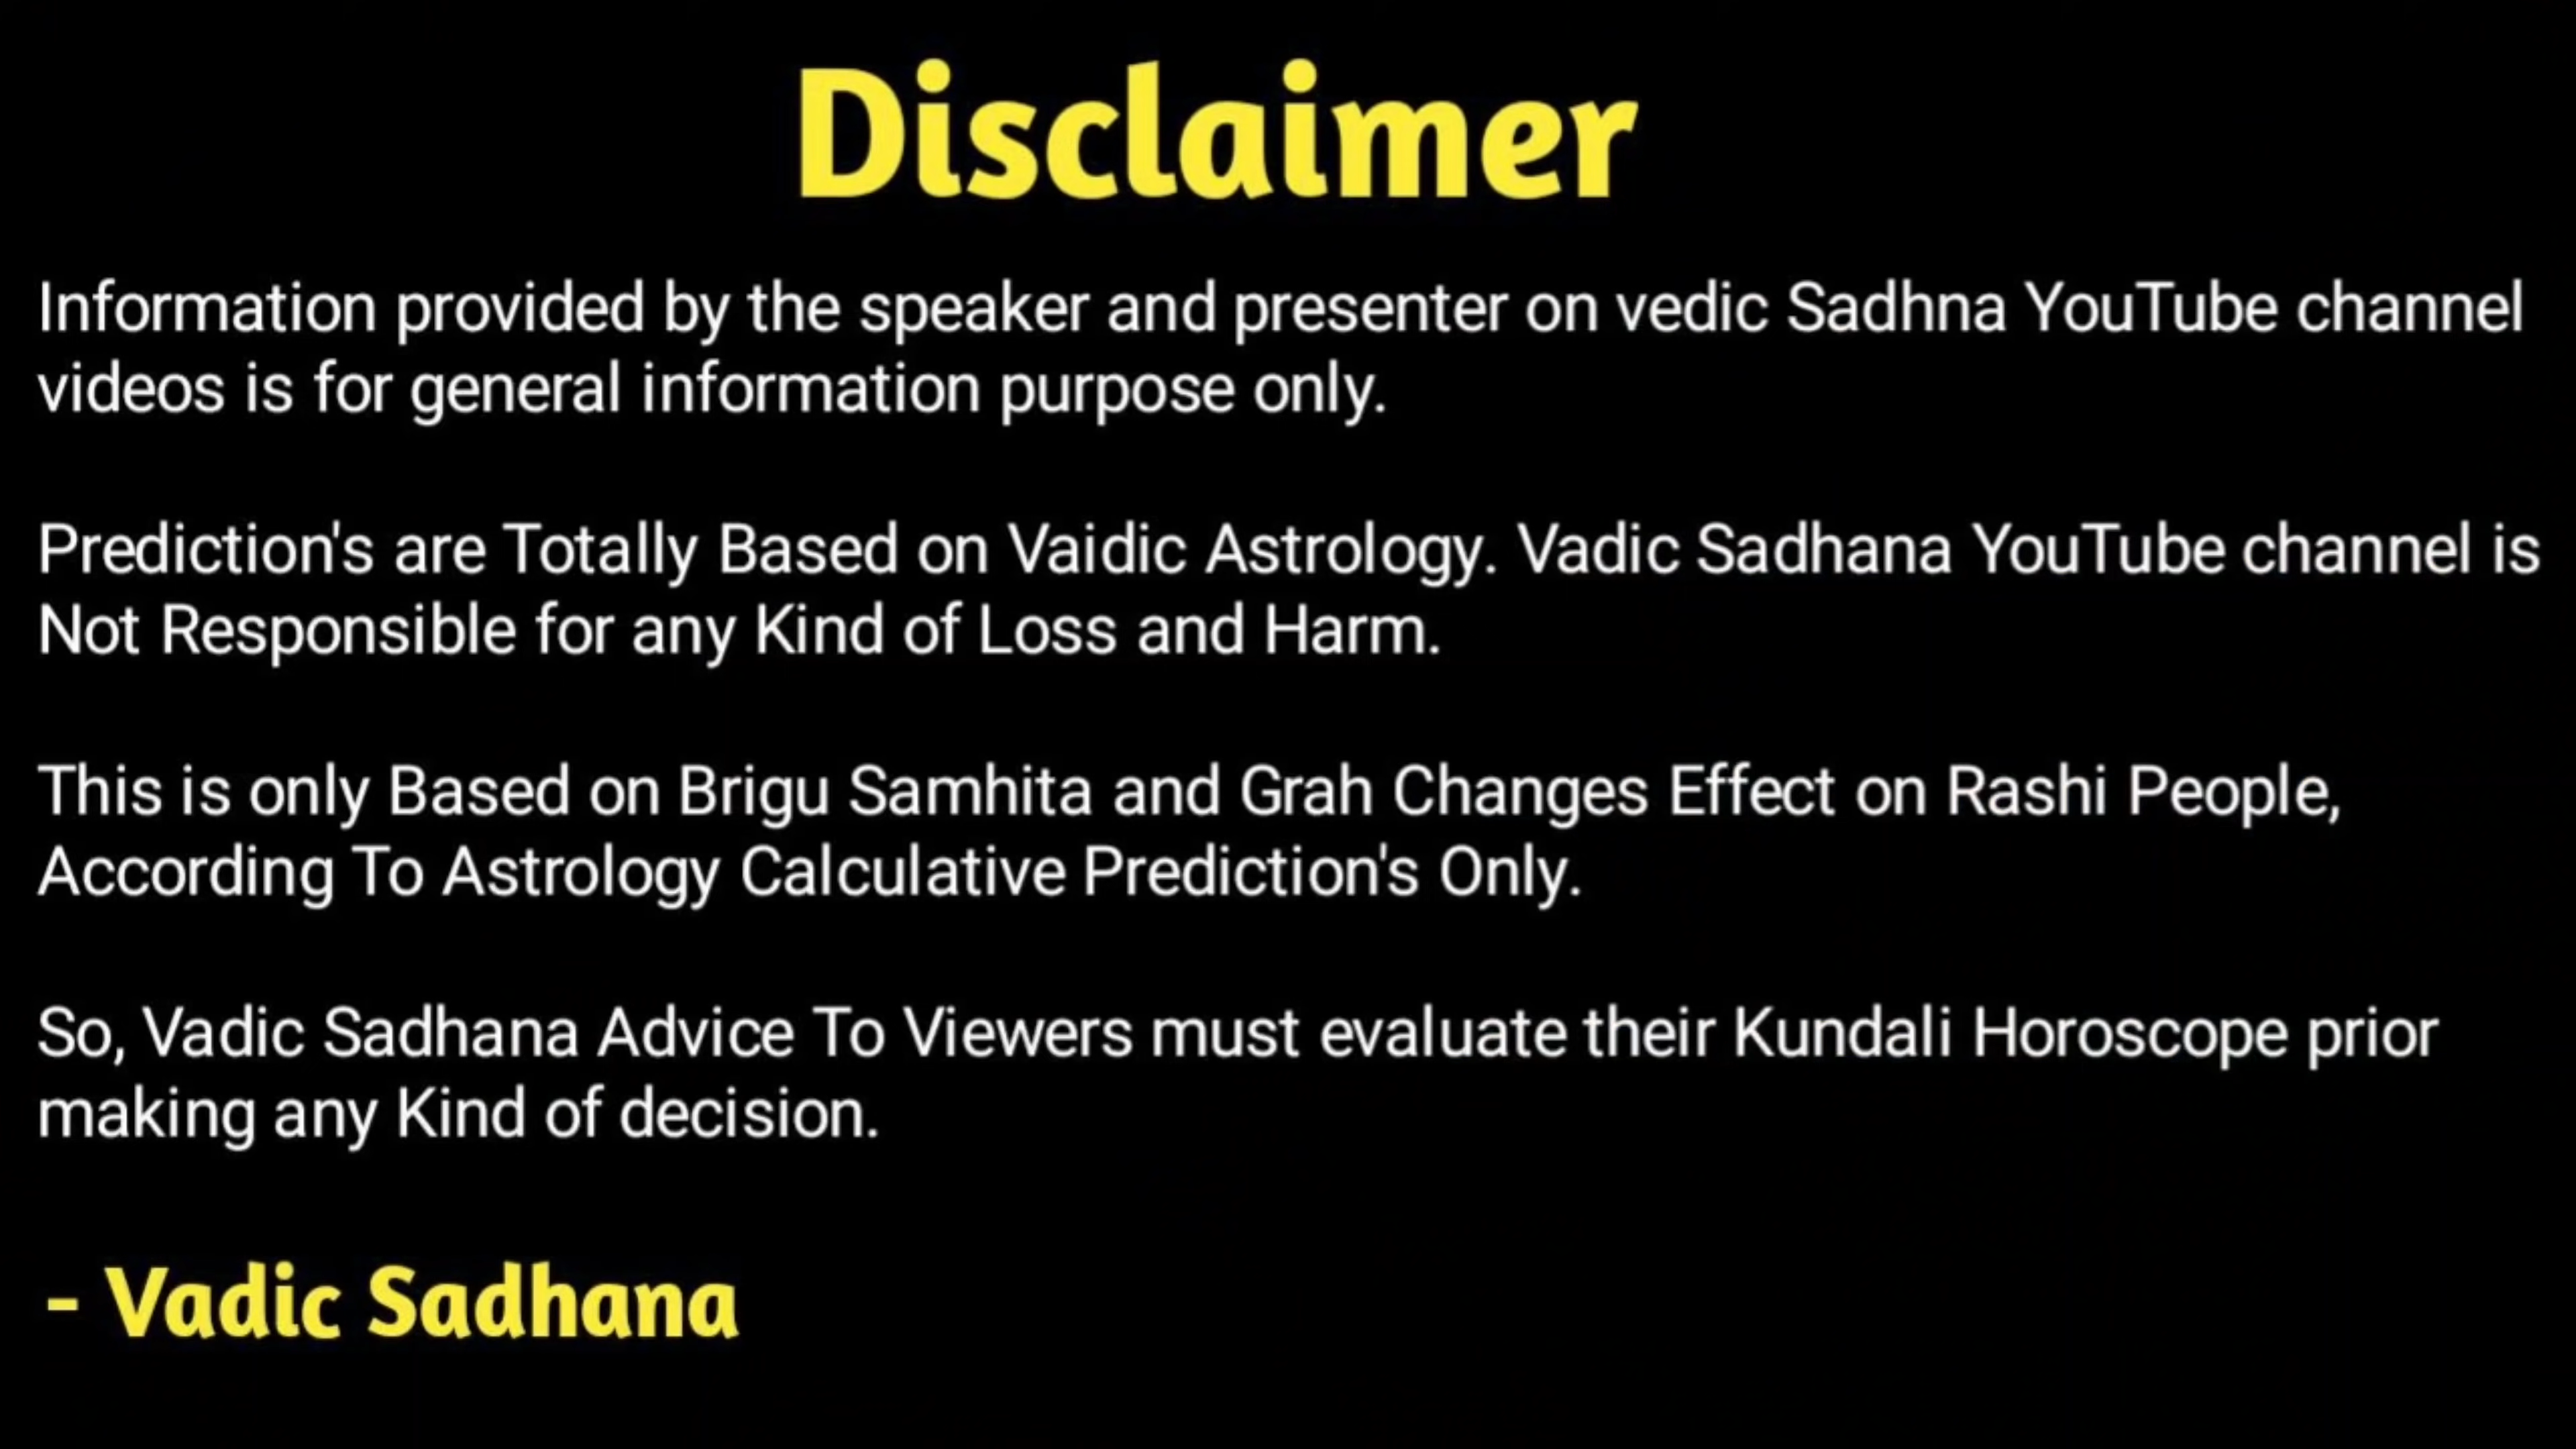 Disclaimer
Information provided by the speaker and presenter on vedic Sadhna YouTube channel
videos is for general information purpose only.
Prediction's are Totally Based on Vaidic Astrology. Vadic Sadhana YouTube channel is
Not Responsible for any Kind of Loss and Harm.
This is only Based on Brigu Samhita and Grah Changes Effect on Rashi People,
According To Astrology Calculative Prediction's Only.
So, Vadic Sadhana Advice To Viewers must evaluate their Kundali Horoscope prior
making any Kind of decision.
- Vadic Sadhana